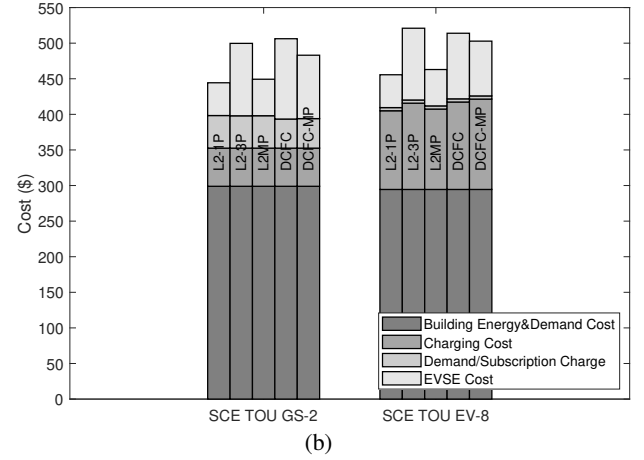 550
500
450
400
350
300
250
200
150
100
50
0
Cost ($)
L2-1P
L2-3P
L2MP
DCFC
DCFC-MP
L2-1P
L2-3P
L2MP
DCFC
DCFC-MP
Building Energy&Demand Cost
Charging Cost
Demand/Subscription Charge
EVSE Cost
SCE TOU GS-2 SCE TOU EV-8
(b)